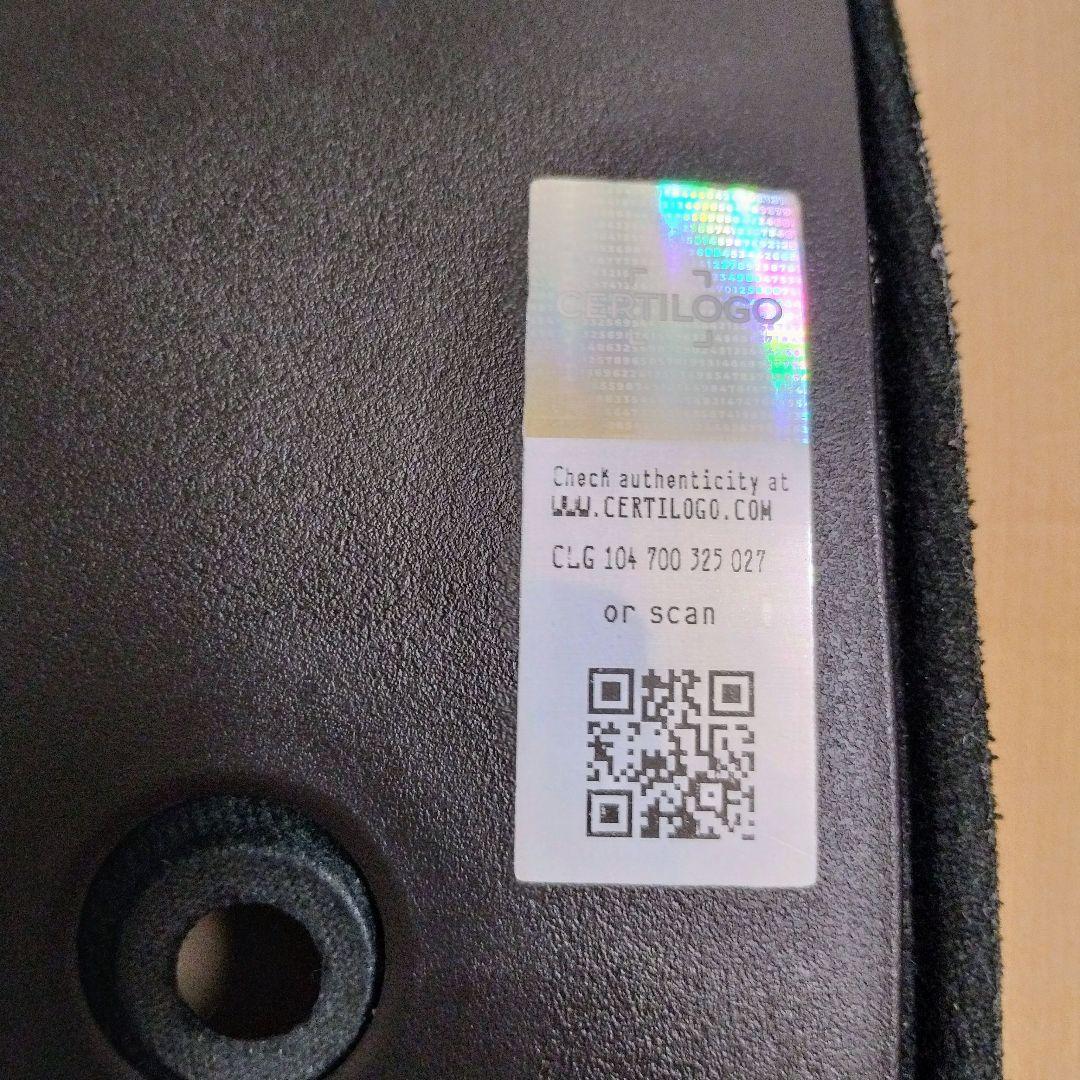 CERTILOGO
Check authenticity at
WWW.CERTILOGO.COM
CLG 104 700 325 027
or scan